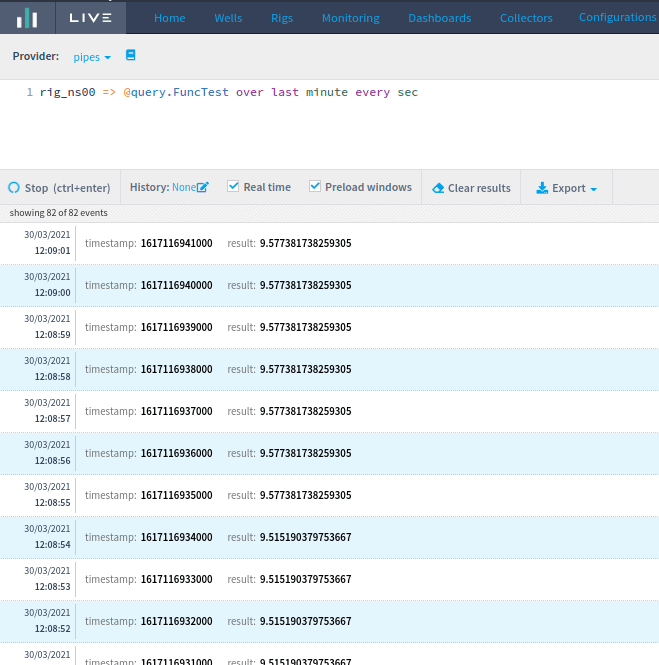 LIVE Home Wells Rigs Monitoring Dashboards Collectors Configurations
Provider: pipes
1 rig_ns00 => @query.FuncTest over last minute every sec
Stop (ctrl+enter) History: None Real time Preload windows Clear results Export
showing 82 of 82 events
30/03/2021
12:09:01 timestamp: 1617116941000 result: 9.577381738259305
30/03/2021
12:09:00 timestamp: 1617116940000 result: 9.577381738259305
30/03/2021
12:08:59 timestamp: 1617116939000 result: 9.577381738259305
30/03/2021
12:08:58 timestamp: 1617116938000 result: 9.577381738259305
30/03/2021
12:08:57 timestamp: 1617116937000 result: 9.577381738259305
30/03/2021
12:08:56 timestamp: 1617116936000 result: 9.577381738259305
30/03/2021
12:08:55 timestamp: 1617116935000 result: 9.577381738259305
30/03/2021
12:08:54 timestamp: 1617116934000 result: 9.515190379753667
30/03/2021
12:08:53 timestamp: 1617116933000 result: 9.515190379753667
30/03/2021
12:08:52 timestamp: 1617116932000 result: 9.515190379753667
30/03/2021
timestamp: 1617116931000 result: 9.515190379753667